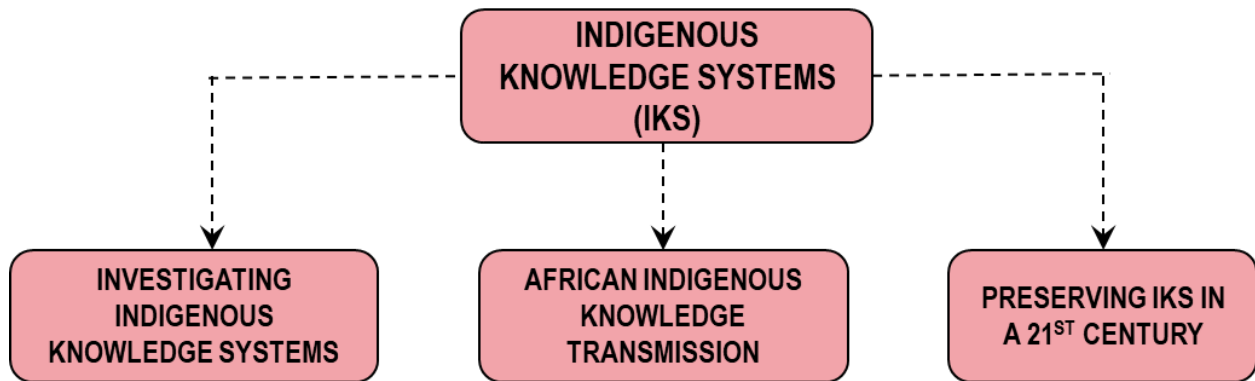 INDIGENOUS
KNOWLEDGE SYSTEMS
(IKS)
INVESTIGATING
INDIGENOUS
KNOWLEDGE SYSTEMS
AFRICAN INDIGENOUS
KNOWLEDGE
TRANSMISSION
PRESERVING IKS IN
A 21ST CENTURY